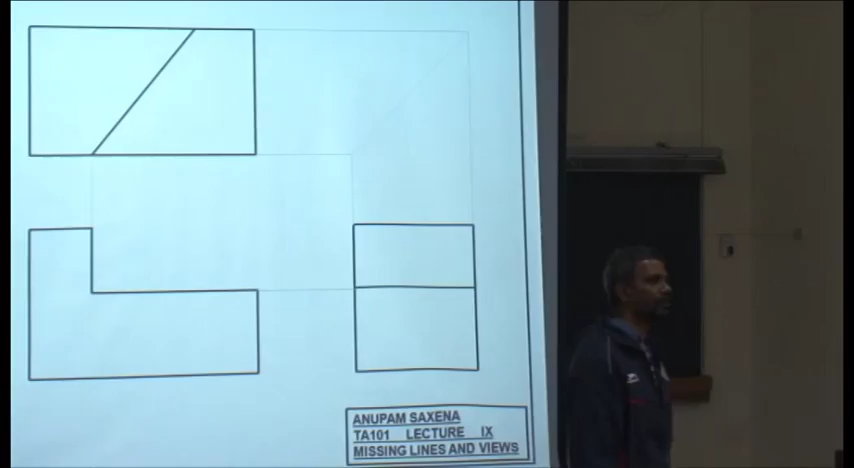 ANUPAM SAXENA
TA101 LECTURE IX
MISSING LINES AND VIEWS